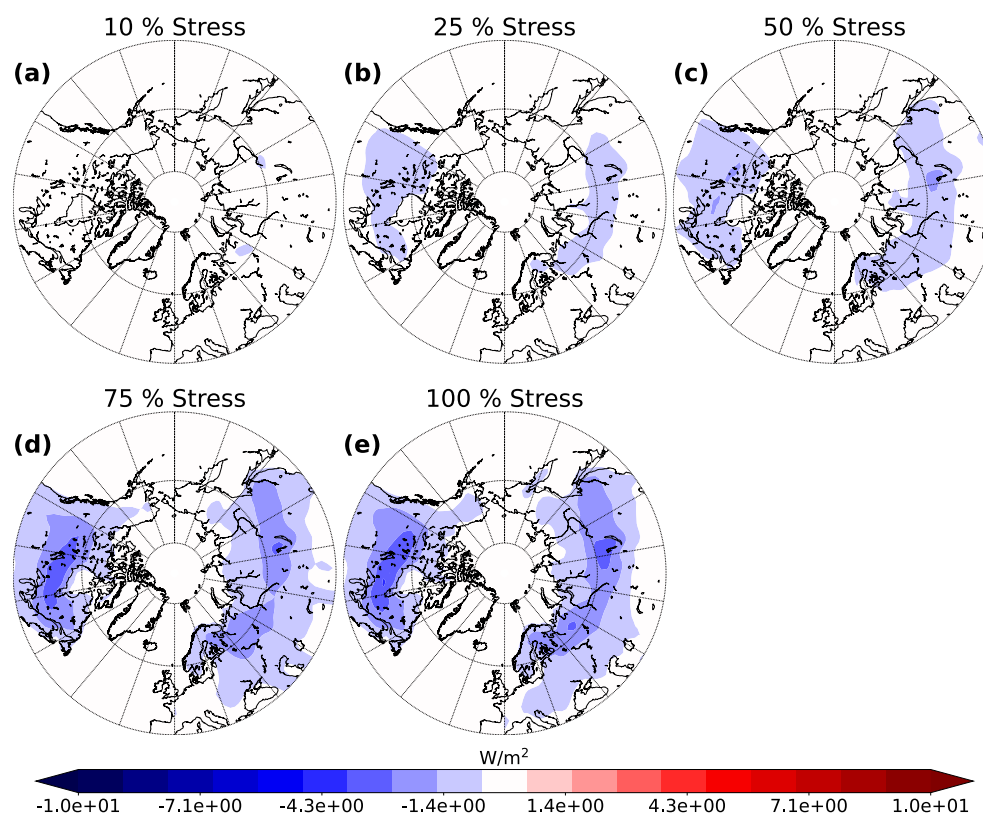 10 % Stress
25 % Stress
50 % Stress
(a)
(b)
(c)
75 % Stress
100 % Stress
(d)
(e)
W/m²
-1.0e+01 -7.1e+00 -4.3e+00 -1.4e+00 1.4e+00 4.3e+00 7.1e+00 1.0e+01